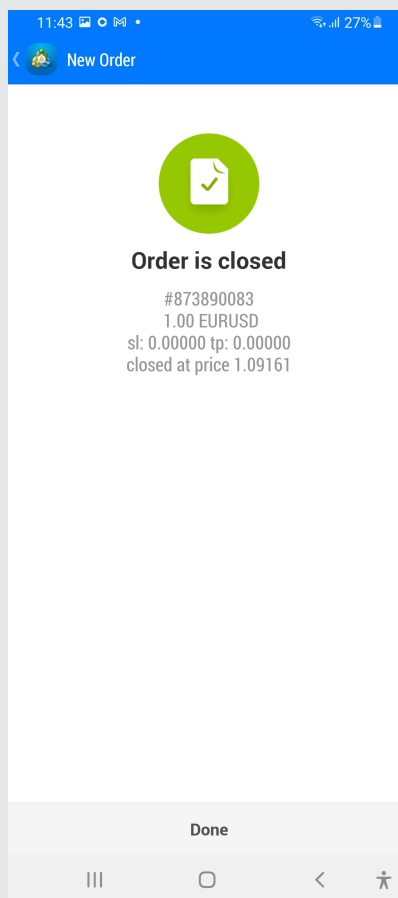 11:43
27%
New Order
Order is closed
#873890083
1.00 EURUSD
sl: 0.00000 tp: 0.00000
closed at price 1.09161
Done